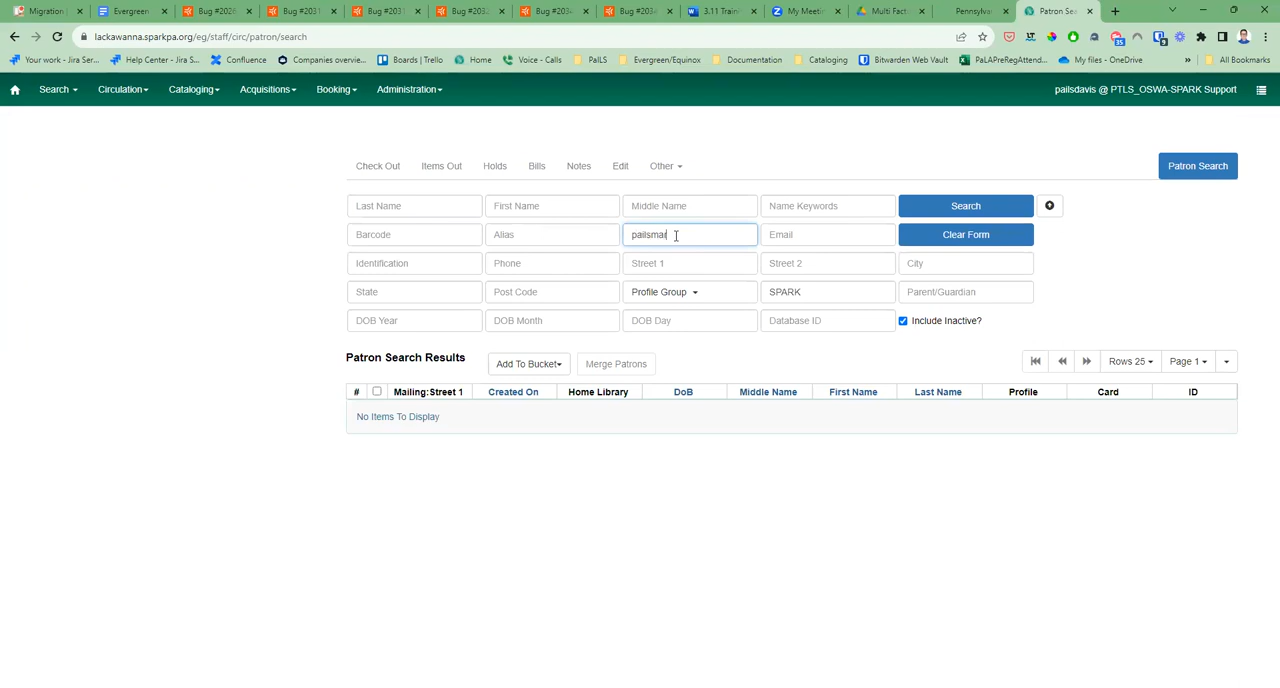 Migration
Evergreen
Bug #2026
Bug #2031
Bug #2031
Bug #2032
Bug #203
Bug #203
3.11 Traini
My Meetin
Multi Fact
Pennsylva
Patron Sea
lackawanna.sparkpa.org/eg/staff/circ/patron/search
Your work - Jira Ser...
Help Center - Jira S...
Confluence
Companies overvie...
Boards | Trello
Home
Voice - Calls
PaILS
Evergreen/Equinox
Documentation
Cataloging
Bitwarden Web Vault
PaLAPreRegAttend...
My files - OneDrive
»
All Bookmarks
Search
Circulation
Cataloging
Acquisitions
Booking
Administration
pailsdavis @ PTLS_OSWA-SPARK Support
Check Out
Items Out
Holds
Bills
Notes
Edit
Other
Patron Search
Last Name
First Name
Middle Name
Name Keywords
Search
Barcode
Alias
pailsmar
Email
Clear Form
Identification
Phone
Street 1
Street 2
City
State
Post Code
Profile Group
SPARK
Parent/Guardian
DOB Year
DOB Month
DOB Day
Database ID
Include Inactive?
Patron Search Results
Add To Bucket
Merge Patrons
Rows 25
Page 1
#
Mailing:Street 1
Created On
Home Library
DoB
Middle Name
First Name
Last Name
Profile
Card
ID
No Items To Display